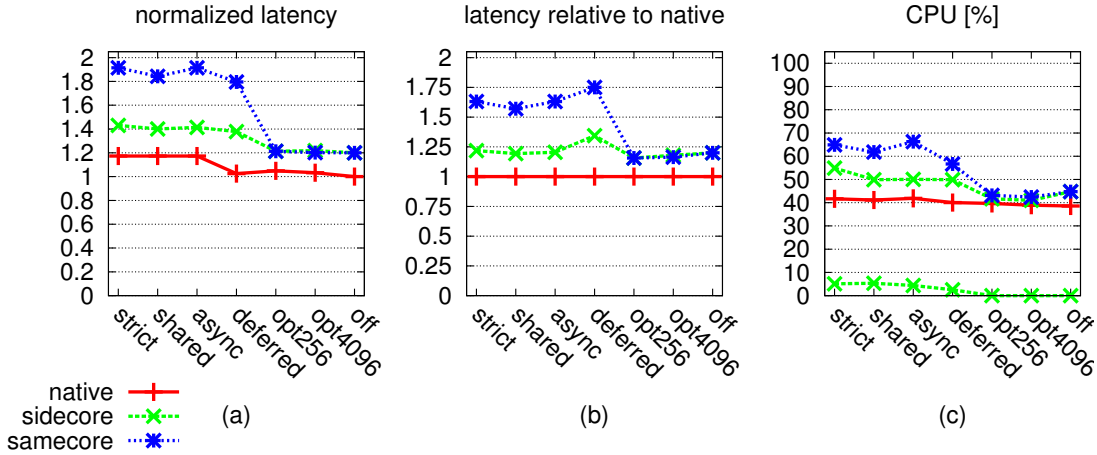 normalized latency
2
1.8
1.6
1.4
1.2
1
0.8
0.6
0.4
0.2
0
strict
shared
async
deferred
opt256
opt4096
off
(a)
latency relative to native
2
1.75
1.5
1.25
1
0.75
0.5
0.25
0
strict
shared
async
deferred
opt256
opt4096
off
(b)
CPU [%]
100
90
80
70
60
50
40
30
20
10
0
strict
shared
async
deferred
opt256
opt4096
off
(c)
native
sidecore
samecore